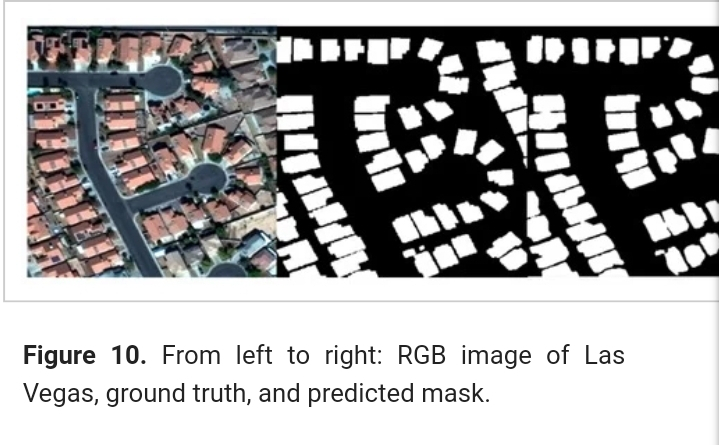 Figure 10. From left to right: RGB image of Las
Vegas, ground truth, and predicted mask.